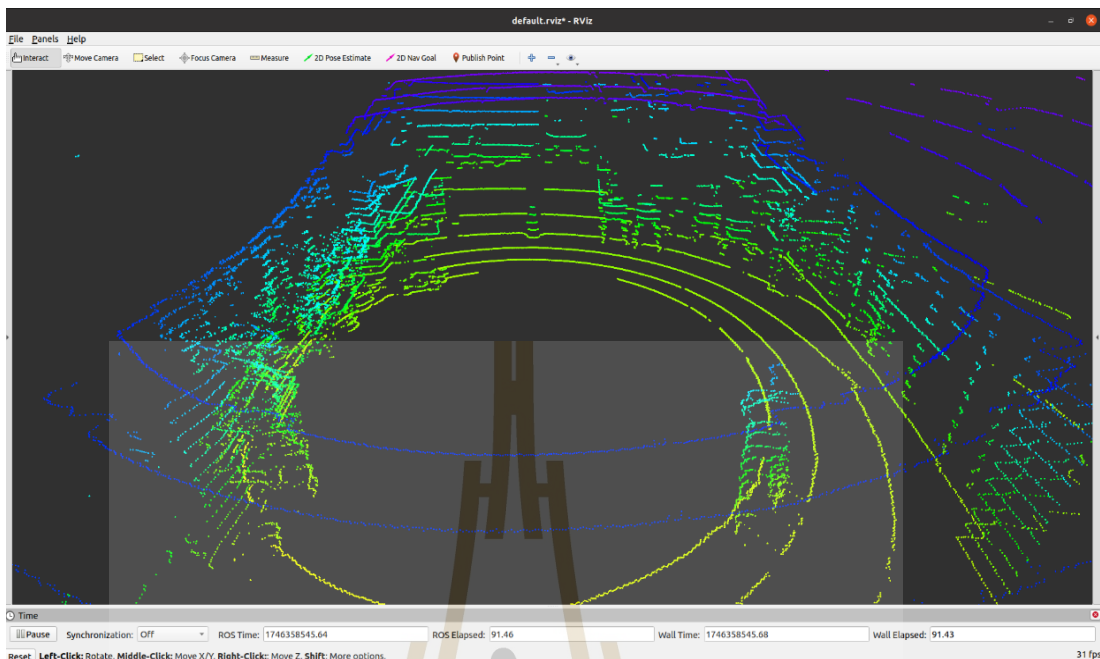 default.rviz* - RViz
File Panels Help
Interact Move Camera Select Focus Camera Measure 2D Pose Estimate 2D Nav Goal Publish Point
Time
Pause Synchronization: Off ROS Time: 1746358545.64 ROS Elapsed: 91.46 Wall Time: 1746358545.68 Wall Elapsed: 91.43
Reset Left-Click: Rotate. Middle-Click: Move X/Y. Right-Click:: Move Z. Shift: More options. 31 fps